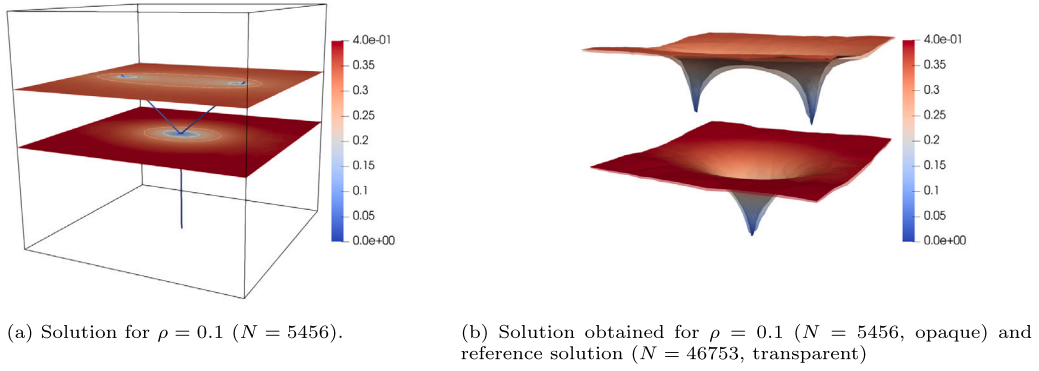 4.0e-01
0.35
0.3
0.25
0.2
0.15
0.1
0.05
0.0e+00
4.0e-01
0.35
0.3
0.25
0.2
0.15
0.1
0.05
0.0e+00
(a) Solution for ρ = 0.1 (N = 5456).
(b) Solution obtained for ρ = 0.1 (N = 5456, opaque) and
reference solution (N = 46753, transparent)